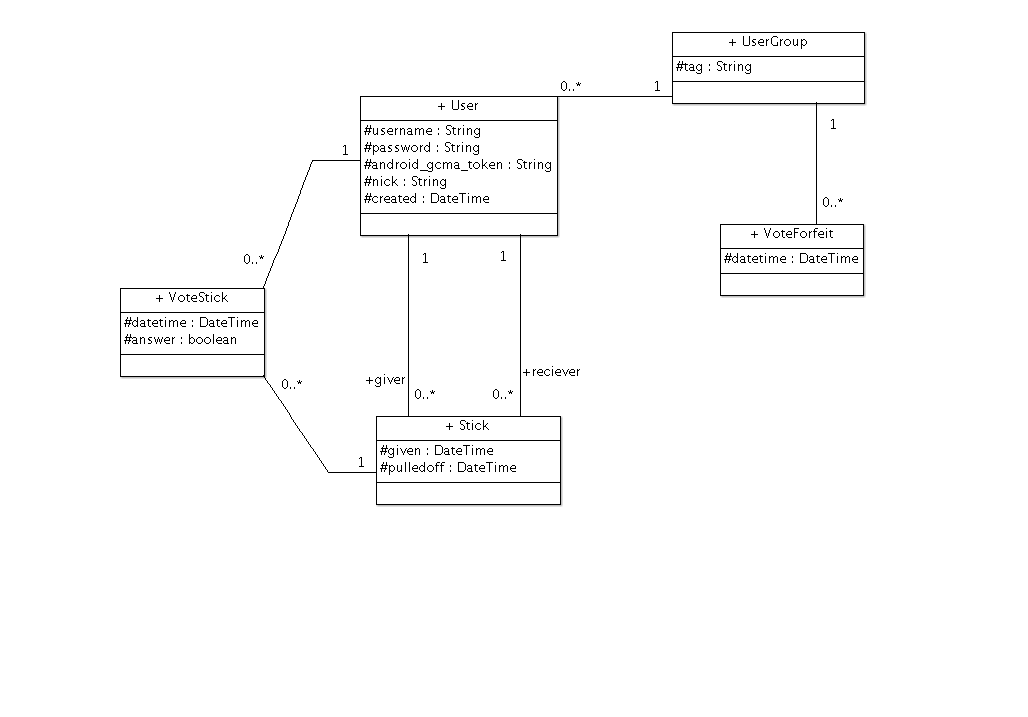 + UserGroup
#tag : String
0..*
1
+ User
#username : String
#password : String
#android_gcma_token : String
#nick : String
#created : DateTime
1
0..*
1
0..*
+ VoteForfeit
#datetime : DateTime
1
1
0..*
+ VoteStick
#datetime : DateTime
#answer : boolean
0..*
1
+giver
+reciever
0..*
0..*
+ Stick
#given : DateTime
#pulledoff : DateTime